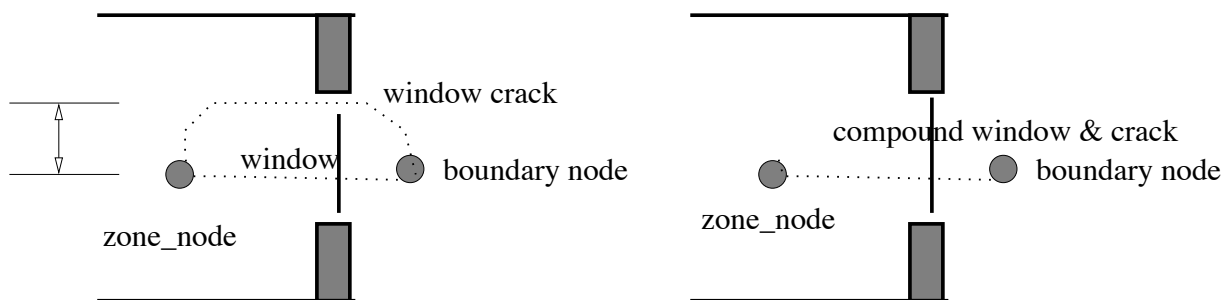 window crack
window
boundary node
zone_node
compound window & crack
boundary node
zone_node